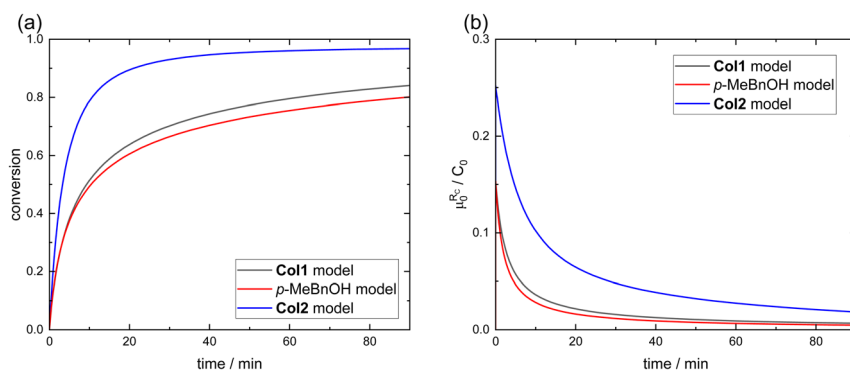 (a)
1.0
0.8
0.6
0.4
0.2
0.0
conversion
0
20
40
60
80
time / min
Col1 model
p-MeBnOH model
Col2 model
(b)
0.3
0.2
0.1
0.0
μ₀^Rc / C₀
0
20
40
60
80
time / min
Col1 model
p-MeBnOH model
Col2 model